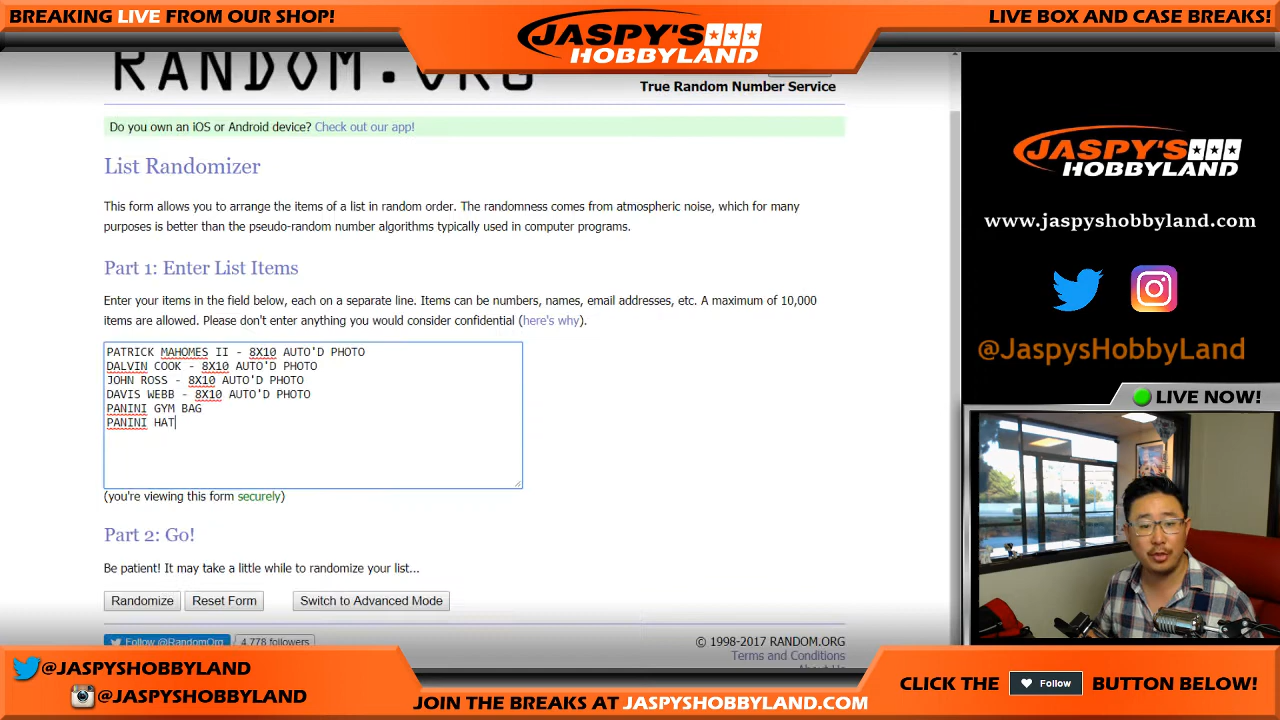 BREAKING LIVE FROM OUR SHOP!
JASPY'S
HOBBYLAND
LIVE BOX AND CASE BREAKS!
RANDOM.ORG
True Random Number Service
Do you own an iOS or Android device? Check out our app!
List Randomizer
This form allows you to arrange the items of a list in random order. The randomness comes from atmospheric noise, which for many
purposes is better than the pseudo-random number algorithms typically used in computer programs.
Part 1: Enter List Items
Enter your items in the field below, each on a separate line. Items can be numbers, names, email addresses, etc. A maximum of 10,000
items are allowed. Please don't enter anything you would consider confidential (here's why).
PATRICK MAHOMES II - 8X10 AUTO'D PHOTO
DALVIN COOK - 8X10 AUTO'D PHOTO
JOHN ROSS - 8X10 AUTO'D PHOTO
DAVIS WEBB - 8X10 AUTO'D PHOTO
PANINI GYM BAG
PANINI HAT
(you're viewing this form securely)
Part 2: Go!
Be patient! It may take a little while to randomize your list...
Randomize
Reset Form
Switch to Advanced Mode
Follow @RandomOrg
4,778 followers
© 1998-2017 RANDOM.ORG
Terms and Conditions
About Us
JASPY'S
HOBBYLAND
www.jaspyshobbyland.com
@JaspysHobbyLand
LIVE NOW!
@JASPYSHOBBYLAND
@JASPYSHOBBYLAND
JOIN THE BREAKS AT JASPYSHOBBYLAND.COM
CLICK THE
Follow
BUTTON BELOW!